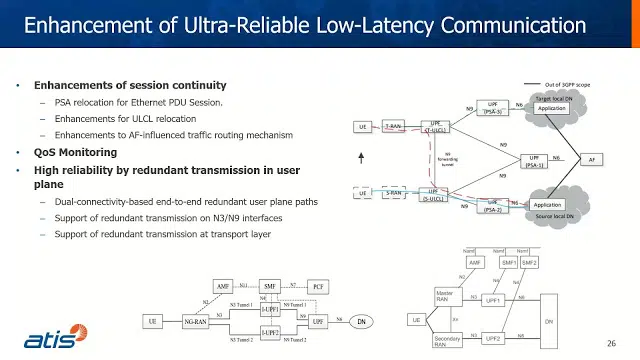 Enhancement of Ultra-Reliable Low-Latency Communication
• Enhancements of session continuity
– PSA relocation for Ethernet PDU Session.
– Enhancements for ULCL relocation
– Enhancements to AF-influenced traffic routing mechanism
• QoS Monitoring
• High reliability by redundant transmission in user
plane
– Dual-connectivity-based end-to-end redundant user plane paths
– Support of redundant transmission on N3/N9 interfaces
– Support of redundant transmission at transport layer
Out of 3GPP scope
Target local DN
Application
N6
UPF
(PSA-3)
N9
UE
T-RAN
UPF
(T-ULCL)
N9
N9
forwarding
tunnel
UPF
(PSA-1)
N6
AF
N9
UE
S-RAN
UPF
(S-ULCL)
N9
UPF
(PSA-2)
N6
Application
Source local DN
AMF
N11
SMF
N7
PCF
N2
N4
N3 Tunnel 1
N9 Tunnel 1
I-UPF1
UE
NG-RAN
N3
N9
UPF
N6
DN
I-UPF2
N3 Tunnel 2
N9 Tunnel 2
Namf
Nsmf
Nsmf
AMF
SMF1
SMF2
N2
N4
N4
Master
RAN
N3
UPF1
N6
UE
Xn
DN
Secondary
RAN
N3
UPF2
N6
atis
26